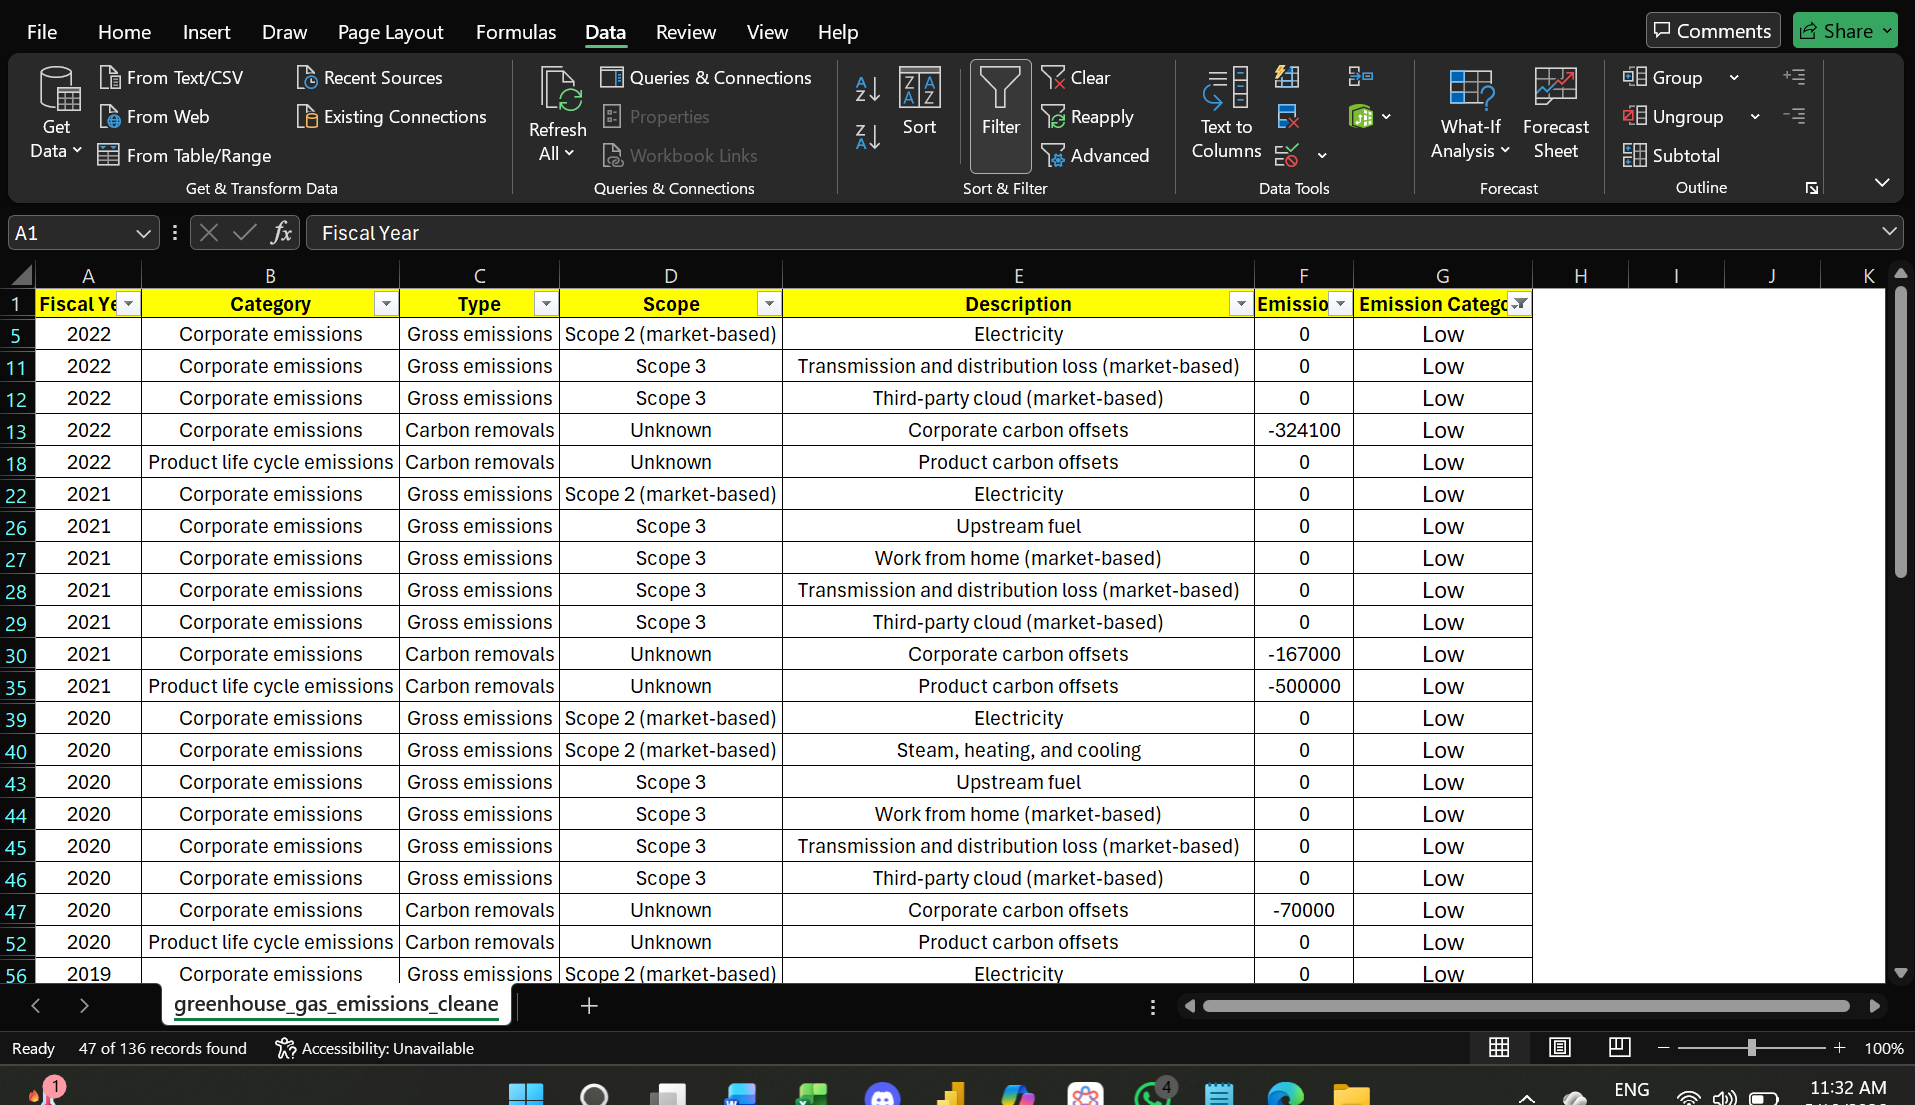 File Home Insert Draw Page Layout Formulas Data Review View Help Comments Share
Get Data From Text/CSV From Web From Table/Range Recent Sources Existing Connections
Get & Transform Data
Refresh All Queries & Connections Properties Workbook Links
Queries & Connections
Sort Filter Clear Reapply Advanced
Sort & Filter
Text to Columns
Data Tools
What-If Analysis Forecast Sheet
Forecast
Group Ungroup Subtotal
Outline
A1 fx Fiscal Year
A B C D E F G H I J K
1 Fiscal Ye Category Type Scope Description Emissio Emission Catego
5 2022 Corporate emissions Gross emissions Scope 2 (market-based) Electricity 0 Low
11 2022 Corporate emissions Gross emissions Scope 3 Transmission and distribution loss (market-based) 0 Low
12 2022 Corporate emissions Gross emissions Scope 3 Third-party cloud (market-based) 0 Low
13 2022 Corporate emissions Carbon removals Unknown Corporate carbon offsets -324100 Low
18 2022 Product life cycle emissions Carbon removals Unknown Product carbon offsets 0 Low
22 2021 Corporate emissions Gross emissions Scope 2 (market-based) Electricity 0 Low
26 2021 Corporate emissions Gross emissions Scope 3 Upstream fuel 0 Low
27 2021 Corporate emissions Gross emissions Scope 3 Work from home (market-based) 0 Low
28 2021 Corporate emissions Gross emissions Scope 3 Transmission and distribution loss (market-based) 0 Low
29 2021 Corporate emissions Gross emissions Scope 3 Third-party cloud (market-based) 0 Low
30 2021 Corporate emissions Carbon removals Unknown Corporate carbon offsets -167000 Low
35 2021 Product life cycle emissions Carbon removals Unknown Product carbon offsets -500000 Low
39 2020 Corporate emissions Gross emissions Scope 2 (market-based) Electricity 0 Low
40 2020 Corporate emissions Gross emissions Scope 2 (market-based) Steam, heating, and cooling 0 Low
43 2020 Corporate emissions Gross emissions Scope 3 Upstream fuel 0 Low
44 2020 Corporate emissions Gross emissions Scope 3 Work from home (market-based) 0 Low
45 2020 Corporate emissions Gross emissions Scope 3 Transmission and distribution loss (market-based) 0 Low
46 2020 Corporate emissions Gross emissions Scope 3 Third-party cloud (market-based) 0 Low
47 2020 Corporate emissions Carbon removals Unknown Corporate carbon offsets -70000 Low
52 2020 Product life cycle emissions Carbon removals Unknown Product carbon offsets 0 Low
56 2019 Corporate emissions Gross emissions Scope 2 (market-based) Electricity 0 Low
greenhouse_gas_emissions_cleane
Ready 47 of 136 records found Accessibility: Unavailable 100%
1 4 ENG 11:32 AM